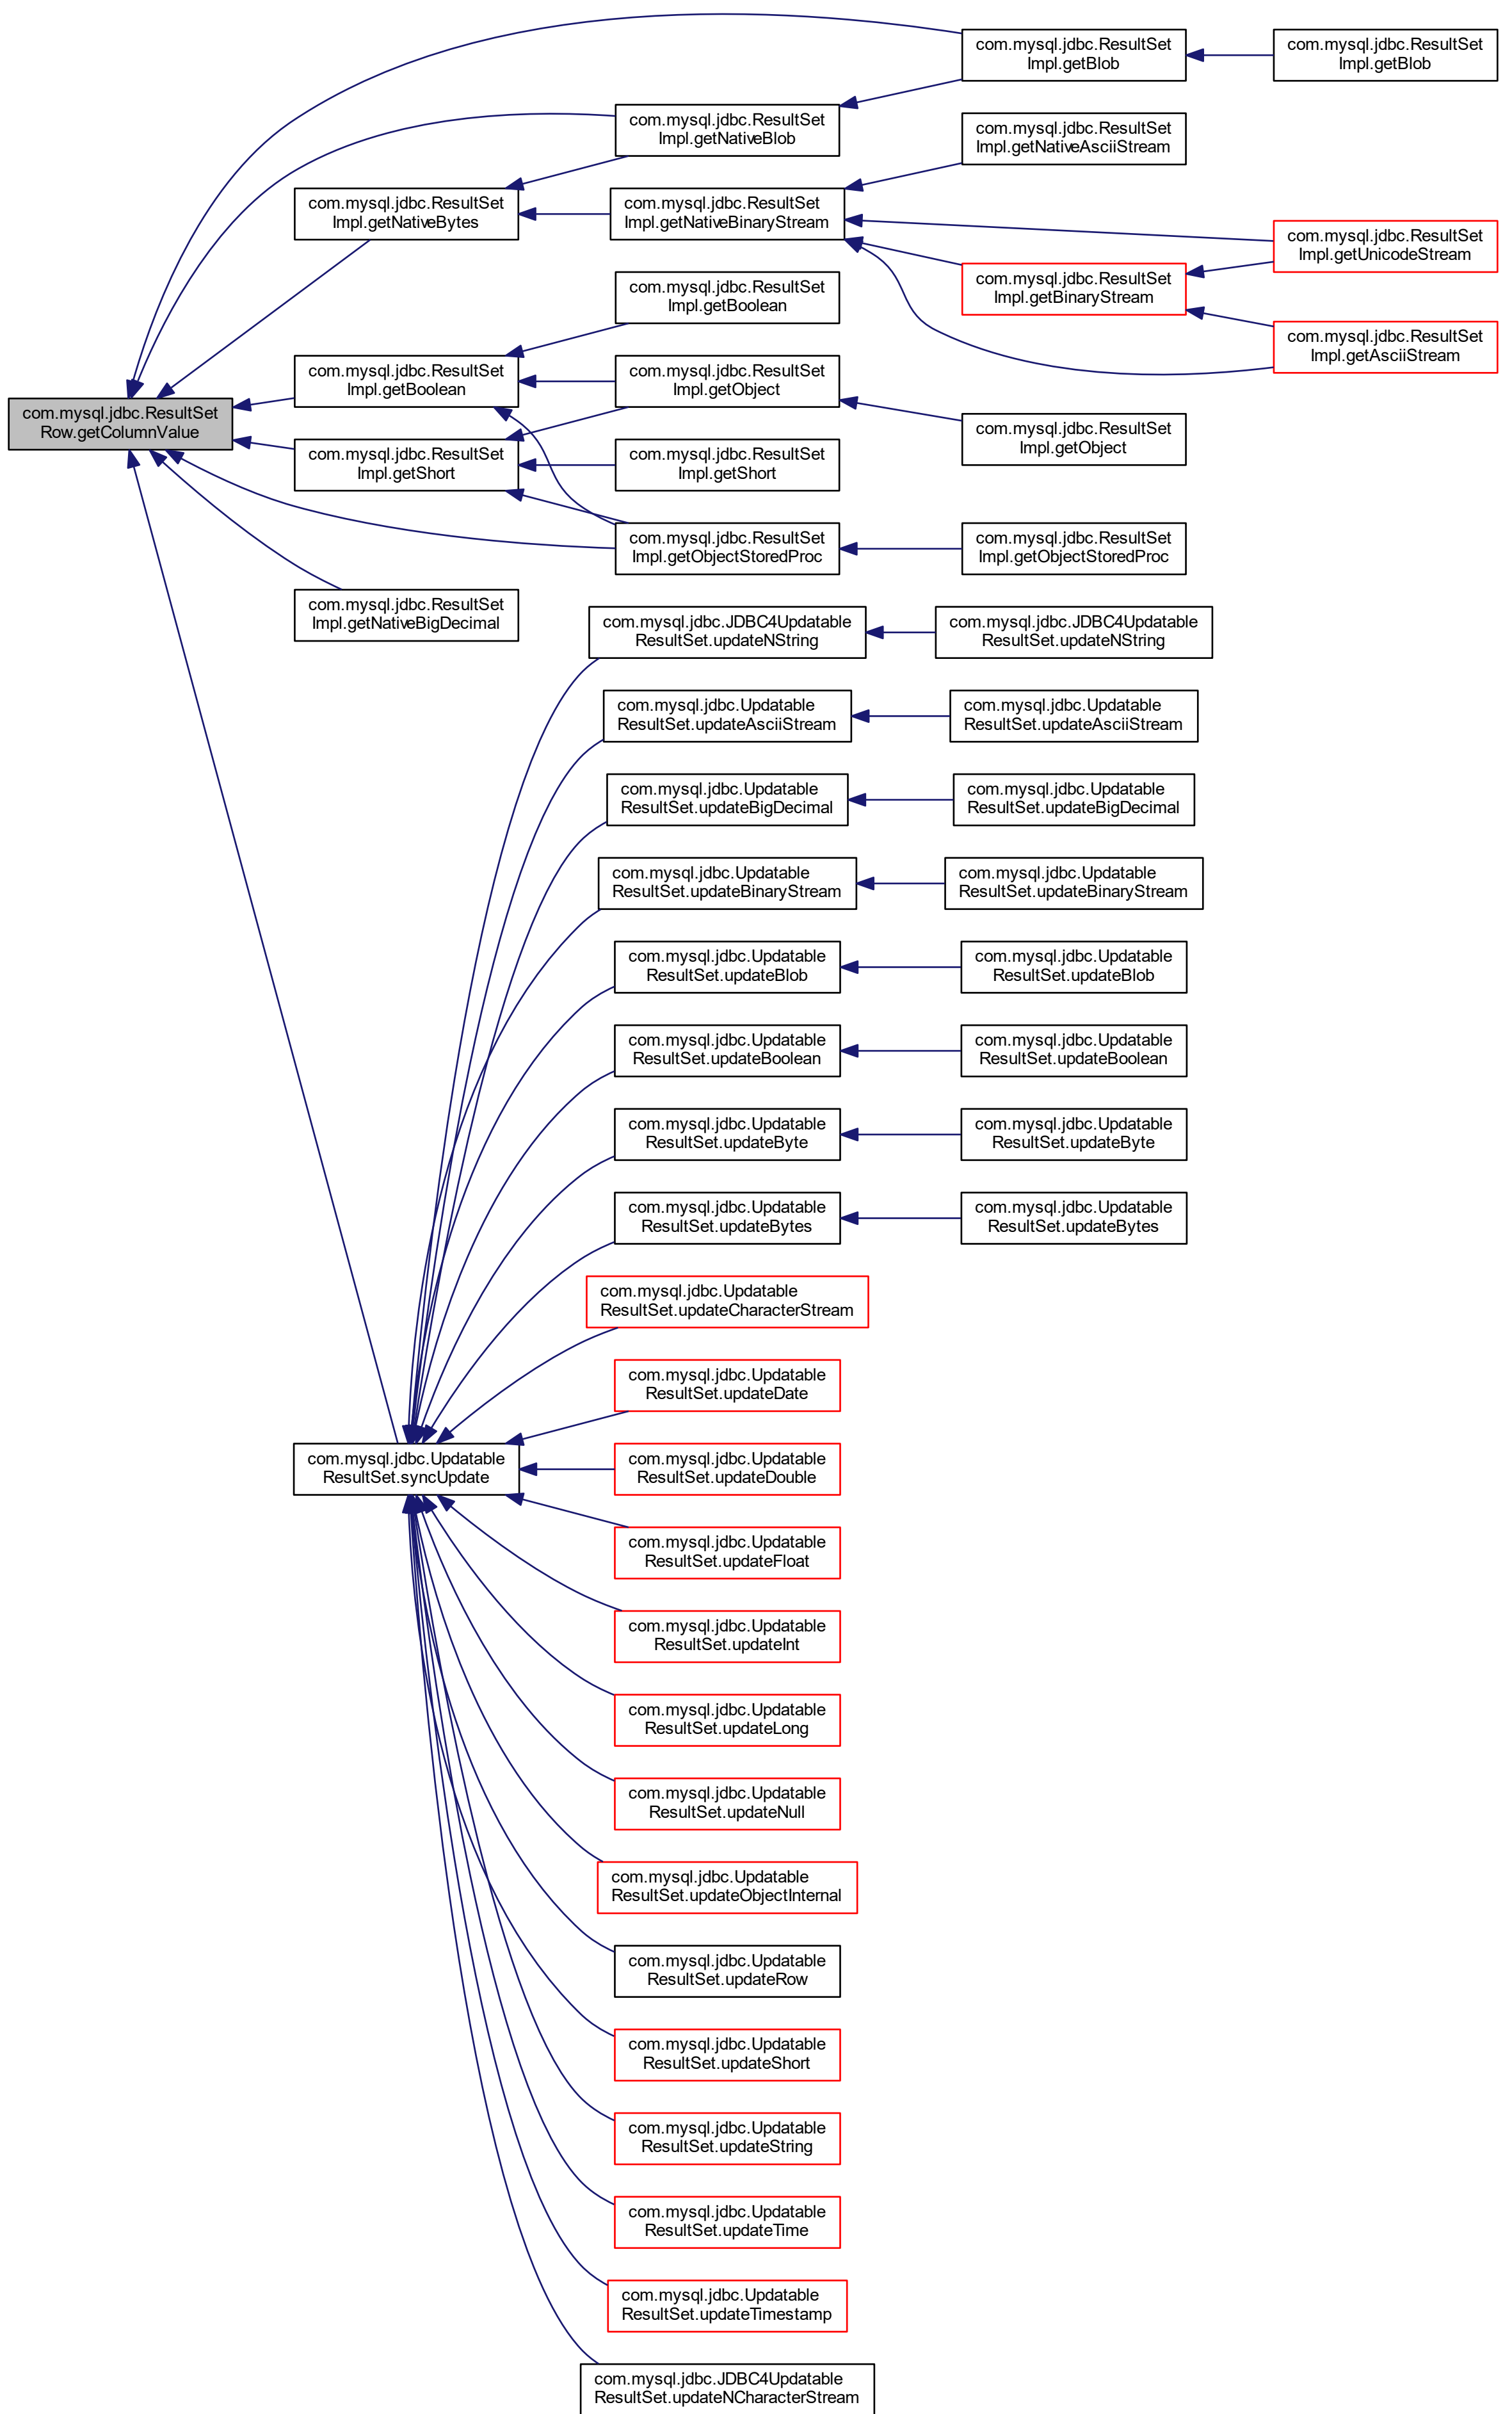 com.mysql.jdbc.ResultSet
Impl.getBlob
com.mysql.jdbc.ResultSet
Impl.getBlob
com.mysql.jdbc.ResultSet
Impl.getNativeBlob
com.mysql.jdbc.ResultSet
Impl.getNativeAsciiStream
com.mysql.jdbc.ResultSet
Impl.getNativeBytes
com.mysql.jdbc.ResultSet
Impl.getNativeBinaryStream
com.mysql.jdbc.ResultSet
Impl.getUnicodeStream
com.mysql.jdbc.ResultSet
Impl.getBinaryStream
com.mysql.jdbc.ResultSet
Impl.getBoolean
com.mysql.jdbc.ResultSet
Impl.getAsciiStream
com.mysql.jdbc.ResultSet
Impl.getBoolean
com.mysql.jdbc.ResultSet
Impl.getObject
com.mysql.jdbc.ResultSet
Row.getColumnValue
com.mysql.jdbc.ResultSet
Impl.getObject
com.mysql.jdbc.ResultSet
Impl.getShort
com.mysql.jdbc.ResultSet
Impl.getShort
com.mysql.jdbc.ResultSet
Impl.getObjectStoredProc
com.mysql.jdbc.ResultSet
Impl.getObjectStoredProc
com.mysql.jdbc.ResultSet
Impl.getNativeBigDecimal
com.mysql.jdbc.JDBC4Updatable
ResultSet.updateNString
com.mysql.jdbc.JDBC4Updatable
ResultSet.updateNString
com.mysql.jdbc.Updatable
ResultSet.updateAsciiStream
com.mysql.jdbc.Updatable
ResultSet.updateAsciiStream
com.mysql.jdbc.Updatable
ResultSet.updateBigDecimal
com.mysql.jdbc.Updatable
ResultSet.updateBigDecimal
com.mysql.jdbc.Updatable
ResultSet.updateBinaryStream
com.mysql.jdbc.Updatable
ResultSet.updateBinaryStream
com.mysql.jdbc.Updatable
ResultSet.updateBlob
com.mysql.jdbc.Updatable
ResultSet.updateBlob
com.mysql.jdbc.Updatable
ResultSet.updateBoolean
com.mysql.jdbc.Updatable
ResultSet.updateBoolean
com.mysql.jdbc.Updatable
ResultSet.updateByte
com.mysql.jdbc.Updatable
ResultSet.updateByte
com.mysql.jdbc.Updatable
ResultSet.updateBytes
com.mysql.jdbc.Updatable
ResultSet.updateBytes
com.mysql.jdbc.Updatable
ResultSet.updateCharacterStream
com.mysql.jdbc.Updatable
ResultSet.updateDate
com.mysql.jdbc.Updatable
ResultSet.syncUpdate
com.mysql.jdbc.Updatable
ResultSet.updateDouble
com.mysql.jdbc.Updatable
ResultSet.updateFloat
com.mysql.jdbc.Updatable
ResultSet.updateInt
com.mysql.jdbc.Updatable
ResultSet.updateLong
com.mysql.jdbc.Updatable
ResultSet.updateNull
com.mysql.jdbc.Updatable
ResultSet.updateObjectInternal
com.mysql.jdbc.Updatable
ResultSet.updateRow
com.mysql.jdbc.Updatable
ResultSet.updateShort
com.mysql.jdbc.Updatable
ResultSet.updateString
com.mysql.jdbc.Updatable
ResultSet.updateTime
com.mysql.jdbc.Updatable
ResultSet.updateTimestamp
com.mysql.jdbc.JDBC4Updatable
ResultSet.updateNCharacterStream